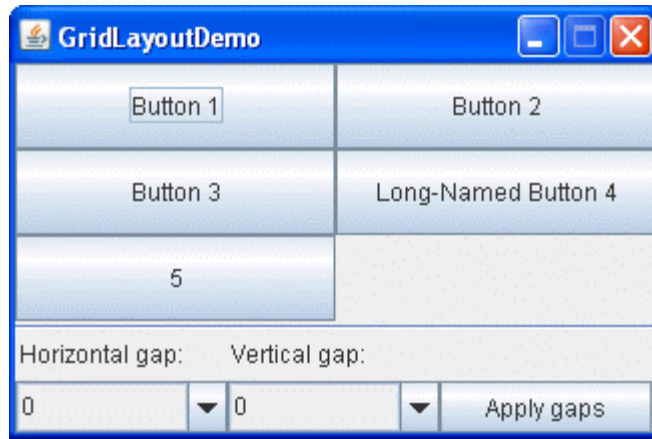 GridLayoutDemo
Button 1 Button 2
Button 3 Long-Named Button 4
5
Horizontal gap: Vertical gap:
0 0 Apply gaps